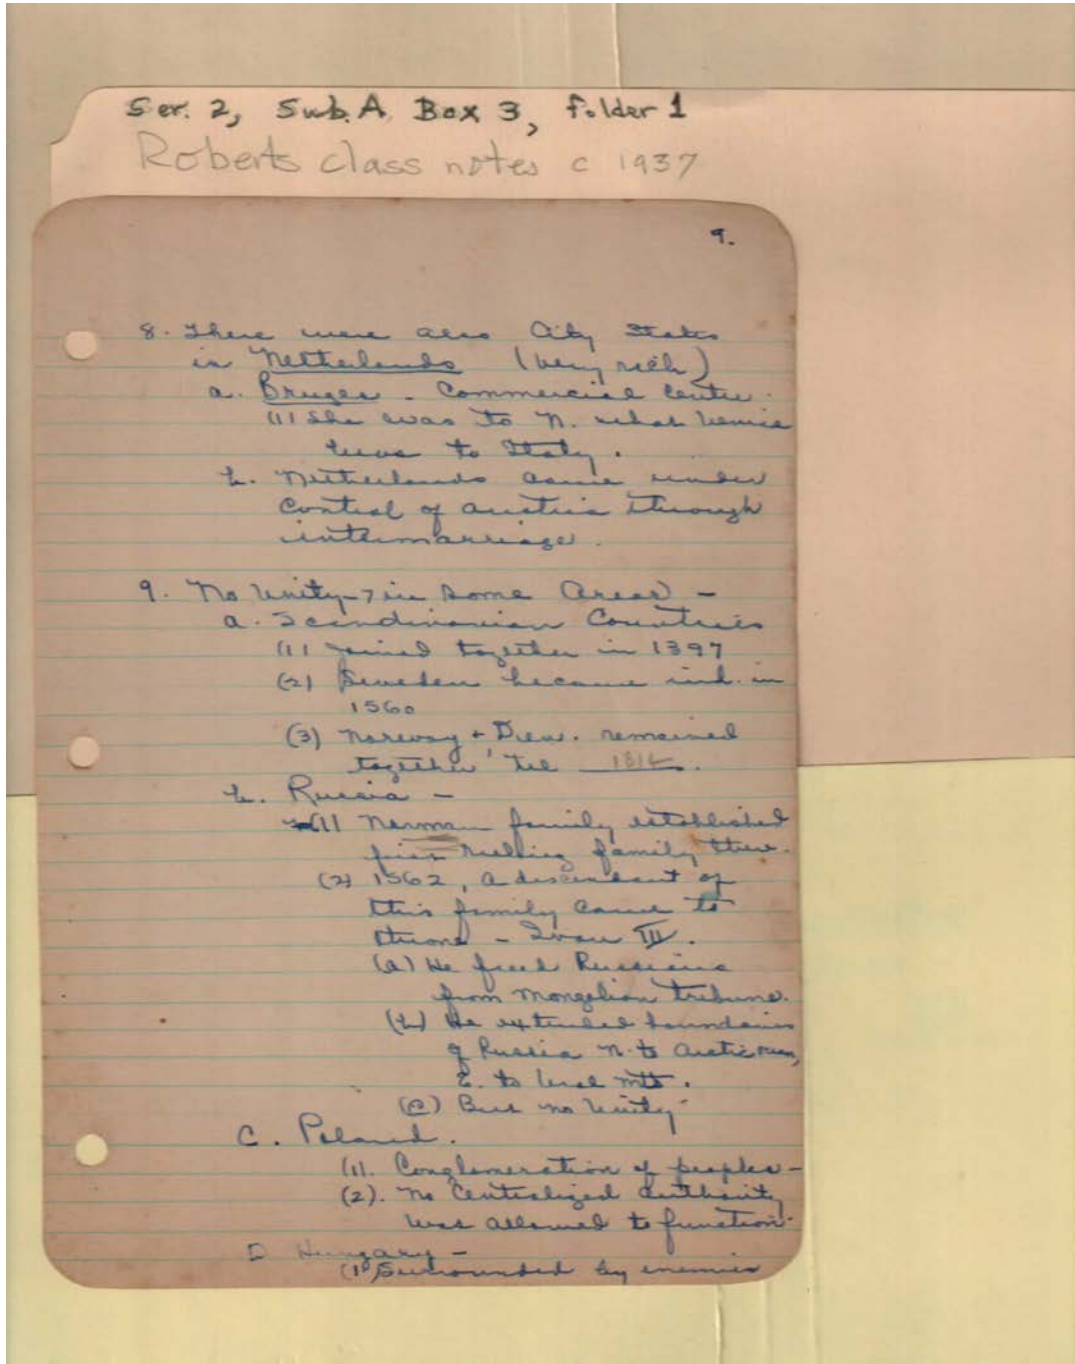 Ser. 2, Sub. A Box 3, folder 1
Roberts class notes c 1937
9.
8. There were also City States
in Netherlands (very rich)
a. Bruges - Commercial centre.
(1) She was to N. what Venice
was to Italy.
b. Netherlands came under
control of Austria through
intermarriage.
9. No Unity - in some Areas -
a. Scandinavian Countries
(1) joined together in 1397
(2) Sweden became ind. in
1560
(3) Norway + Den. remained
together 'til 1814.
b. Russia -
(1) Norman family established
ruling family there.
(2) 1562, a descendant of
this family came to
throne - Ivan III.
(a) He freed Russians
from Mongolian tribune.
(b) He extended boundaries
of Russia N. to Arctic
E. to Ural mts.
(c) But no Unity.
C. Poland.
(1). Conglomeration of peoples -
(2). No Centralized Authority
was allowed to function.
D Hungary -
(1) Surrounded by enemies